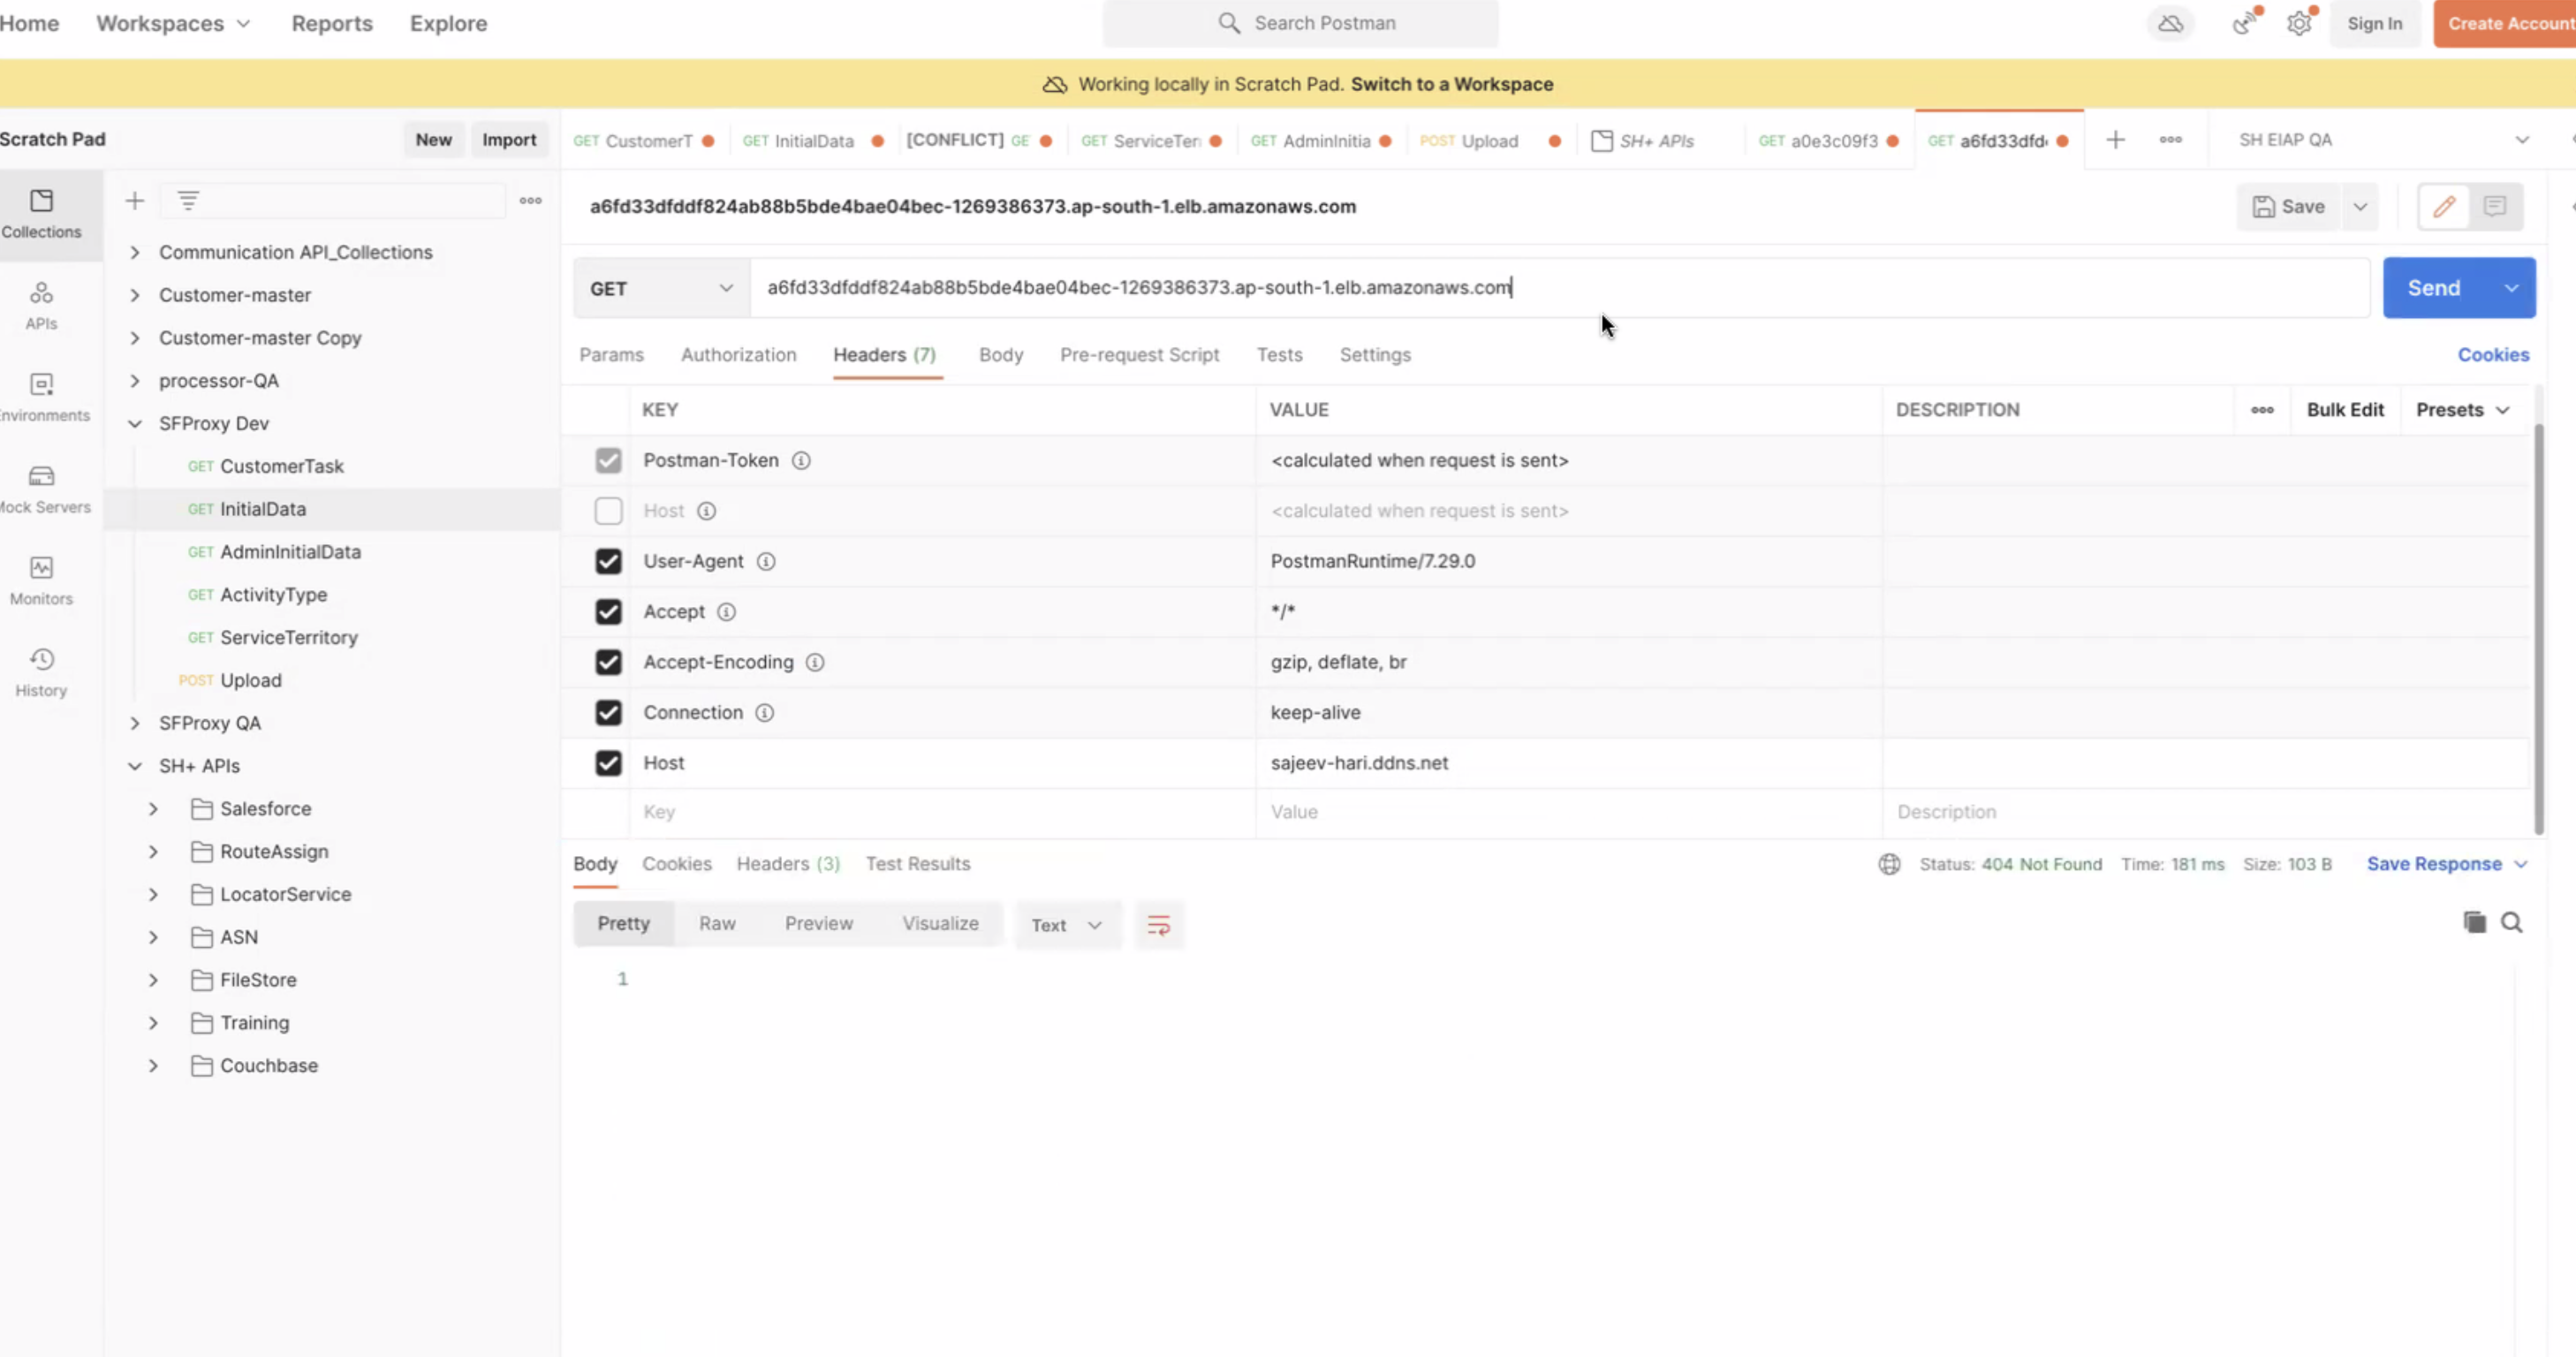 Home Workspaces Reports Explore Search Postman Sign In Create Account
Working locally in Scratch Pad. Switch to a Workspace
Scratch Pad New Import GET CustomerT GET InitialData [CONFLICT] GE GET ServiceTer GET AdminInitia POST Upload SH+ APIs GET a0e3c09f3 GET a6fd33dfd SH EIAP QA
a6fd33dfddf824ab88b5bde4bae04bec-1269386373.ap-south-1.elb.amazonaws.com Save
GET a6fd33dfddf824ab88b5bde4bae04bec-1269386373.ap-south-1.elb.amazonaws.com Send
Params Authorization Headers (7) Body Pre-request Script Tests Settings Cookies
KEY VALUE DESCRIPTION Bulk Edit Presets
Postman-Token <calculated when request is sent>
Host <calculated when request is sent>
User-Agent PostmanRuntime/7.29.0
Accept */*
Accept-Encoding gzip, deflate, br
Connection keep-alive
Host sajeev-hari.ddns.net
Key Value Description
Body Cookies Headers (3) Test Results Status: 404 Not Found Time: 181 ms Size: 103 B Save Response
Pretty Raw Preview Visualize Text
1
Collections
APIs
Environments
Mock Servers
Monitors
History
Communication API_Collections
Customer-master
Customer-master Copy
processor-QA
SFProxy Dev
GET CustomerTask
GET InitialData
GET AdminInitialData
GET ActivityType
GET ServiceTerritory
POST Upload
SFProxy QA
SH+ APIs
Salesforce
RouteAssign
LocatorService
ASN
FileStore
Training
Couchbase